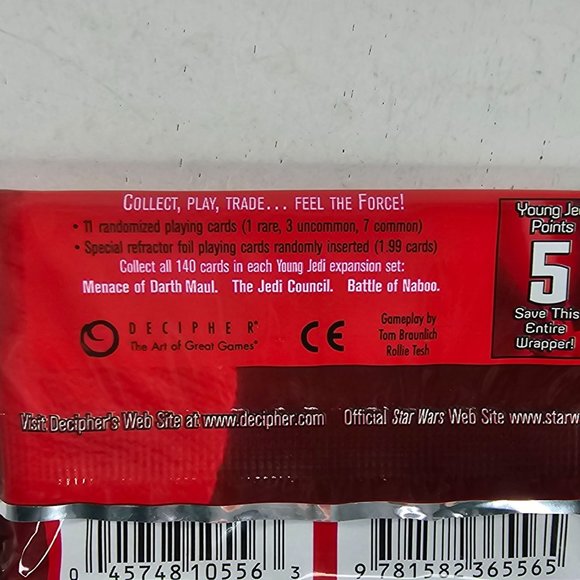 COLLECT, PLAY, TRADE... FEEL THE FORCE!
• 11 randomized playing cards (1 rare, 3 uncommon, 7 common)
• Special refractor foil playing cards randomly inserted (1.99 cards)
Collect all 140 cards in each Young Jedi expansion set:
Menace of Darth Maul. The Jedi Council. Battle of Naboo.
DECIPHER®
The Art of Great Games®
CE
Gameplay by
Tom Braunlich
Rollie Tesh
Young Je
Points
5
Save This
Entire
Wrapper!
Visit Decipher's Web Site at www.decipher.com Official Star Wars Web Site www.starw
0 45748 10556 3
9 781582 365565